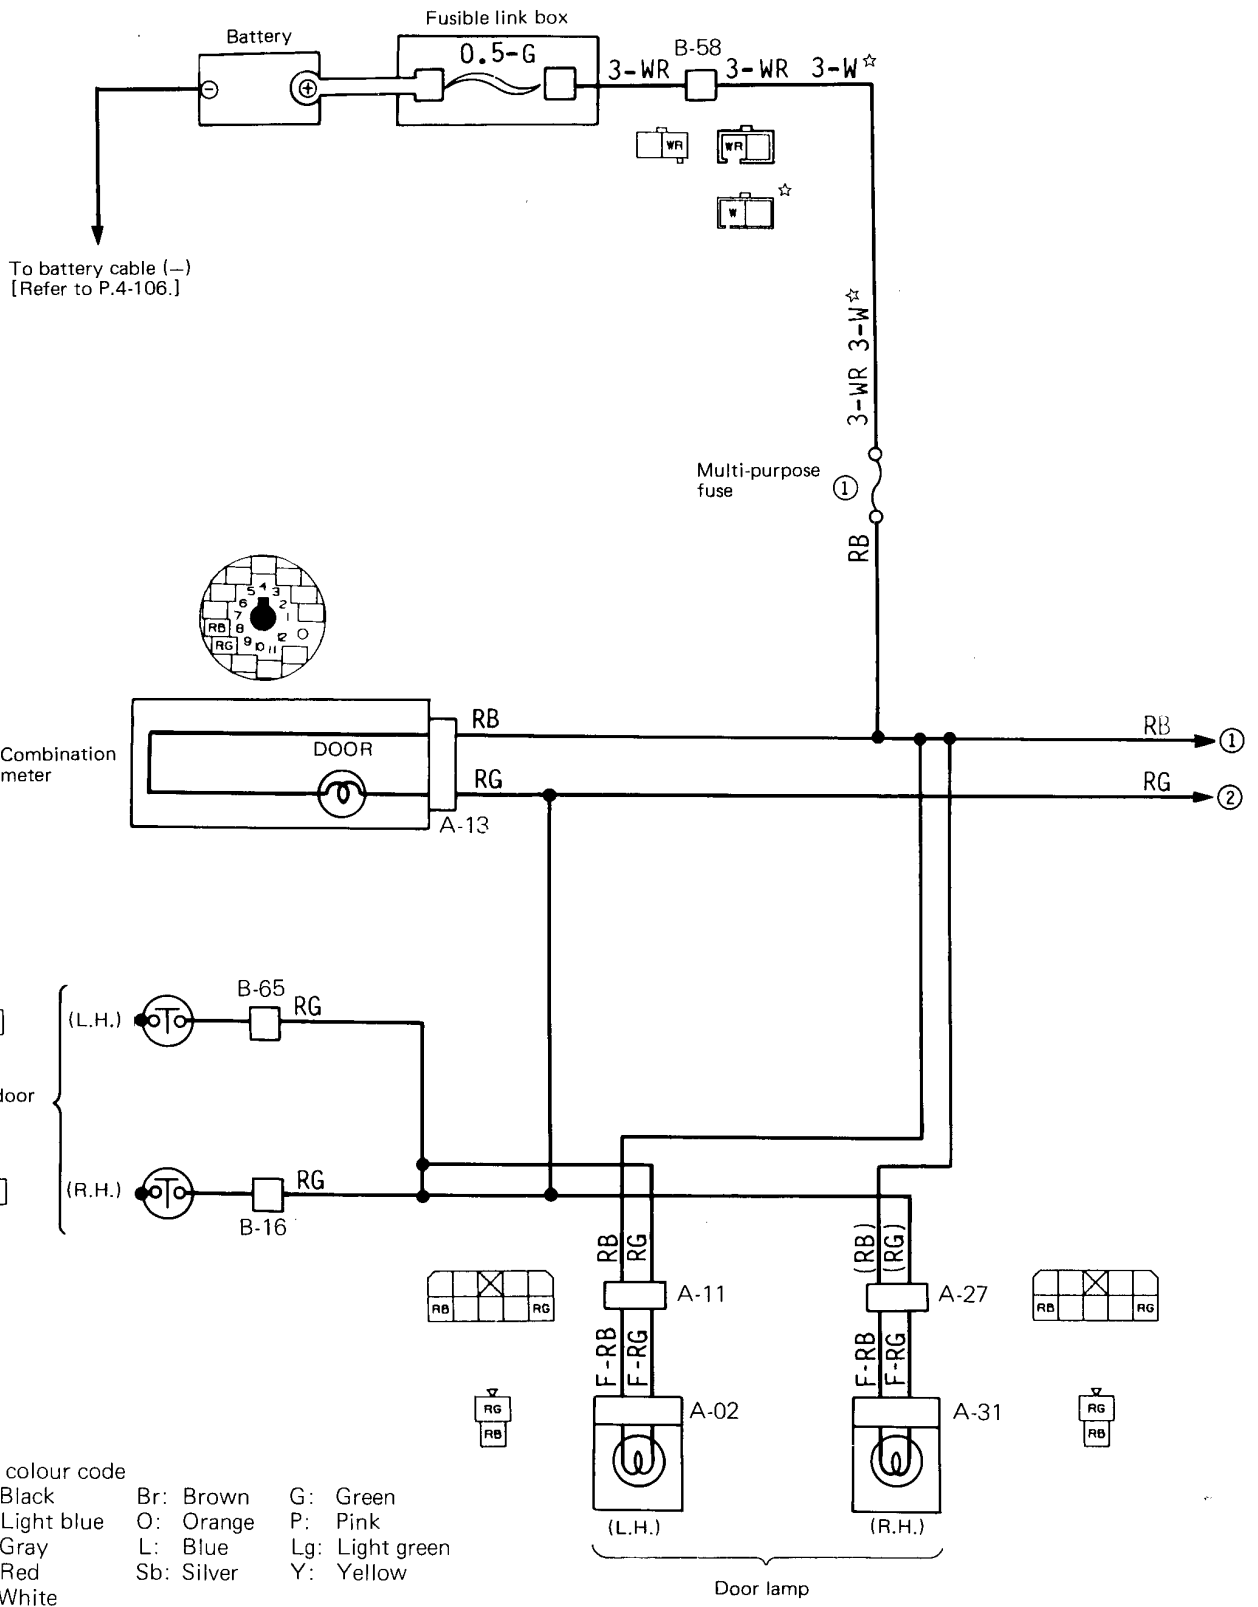 Fusible link box
Battery
0.5-G
B-58
3-WR
3-WR
3-W☆
WR
WR
W
☆
To battery cable (—)
[Refer to P.4-106.]
3-WR 3-W☆
Multi-purpose
fuse
①
RB
1 2 3 4 5 6 7 8 9 10 11 12
RB
RG
Combination
meter
DOOR
RB
RG
A-13
RB
①
RG
②
B-65
RG
(L.H.)
door
(R.H.)
RG
B-16
RB
RG
(RB)
(RG)
A-11
A-27
RB
RG
RB
RG
F-RB
F-RG
F-RB
F-RG
RG
RB
A-02
A-31
RG
RB
(L.H.)
(R.H.)
Door lamp
colour code
Black Br: Brown G: Green
Light blue O: Orange P: Pink
Gray L: Blue Lg: Light green
Red Sb: Silver Y: Yellow
White